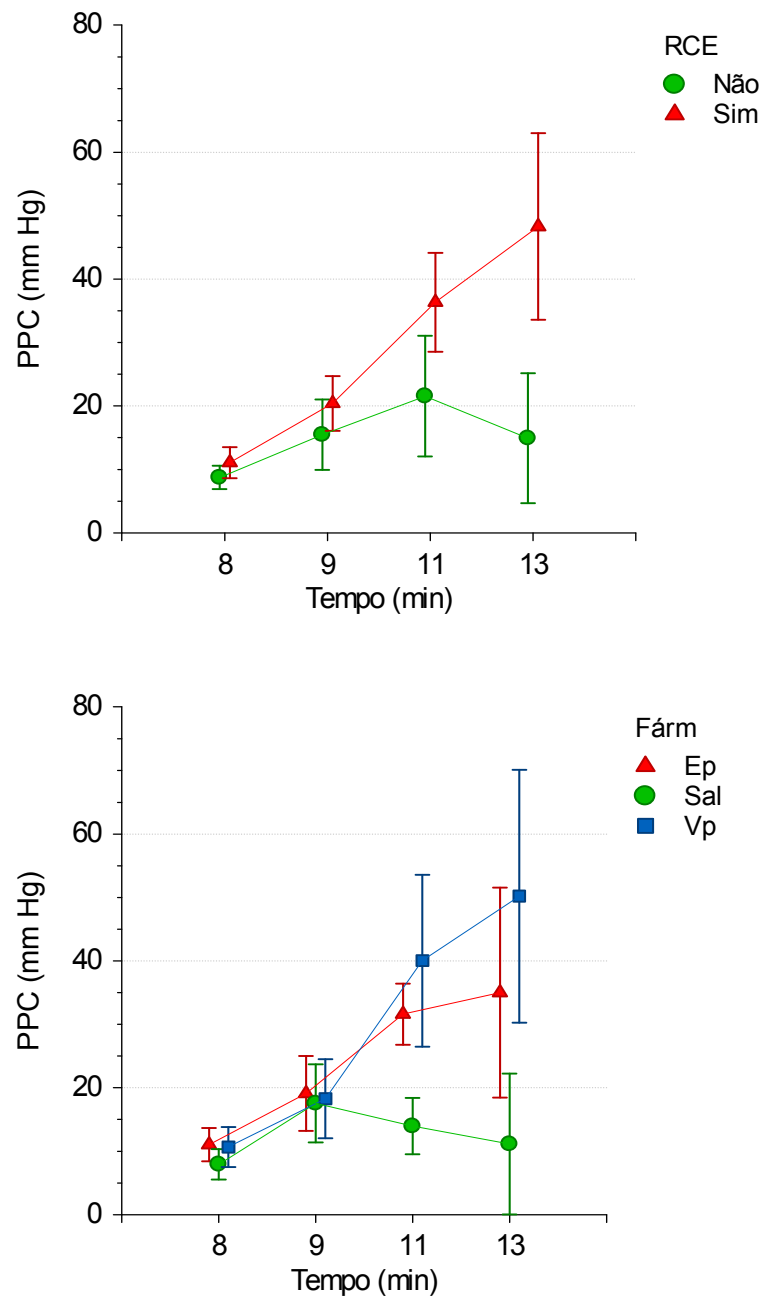 80
60
40
20
0
PPC (mm Hg)
8 9 11 13
Tempo (min)
RCE
Não
Sim
80
60
40
20
0
PPC (mm Hg)
8 9 11 13
Tempo (min)
Fárm
Ep
Sal
Vp